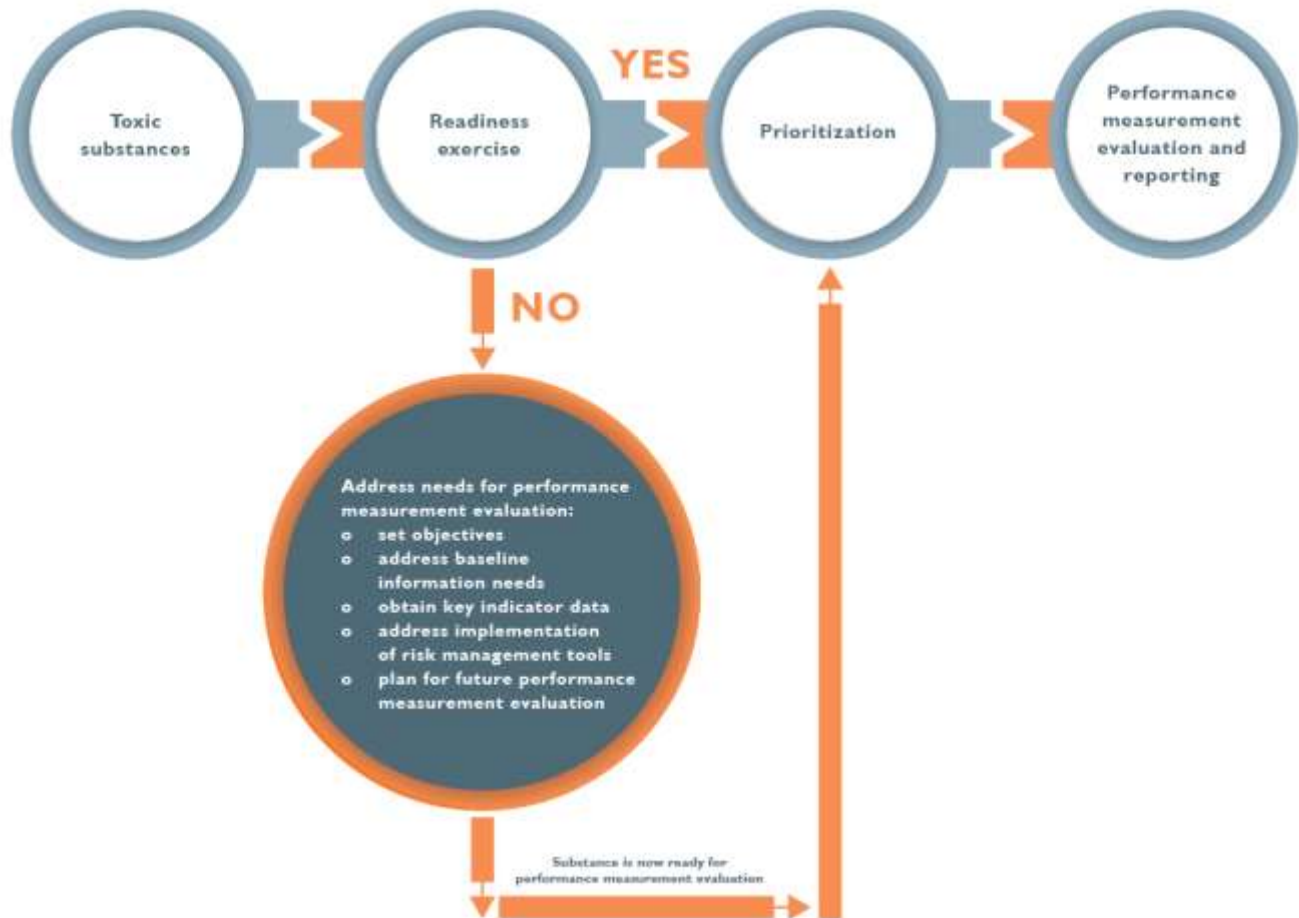 YES
Toxic
substances
Readiness
exercise
Prioritization
Performance
measurement
evaluation and
reporting
NO
Address needs for performance
measurement evaluation:
o set objectives
o address baseline
information needs
o obtain key indicator data
o address implementation
of risk management tools
o plan for future performance
measurement evaluation
Substance is now ready for
performance measurement evaluation